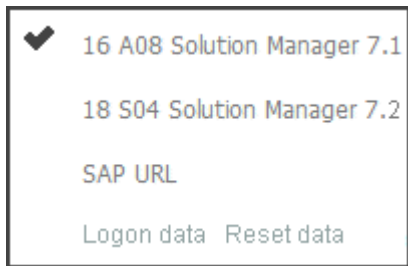 16 A08 Solution Manager 7.1
18 S04 Solution Manager 7.2
SAP URL
Logon data Reset data